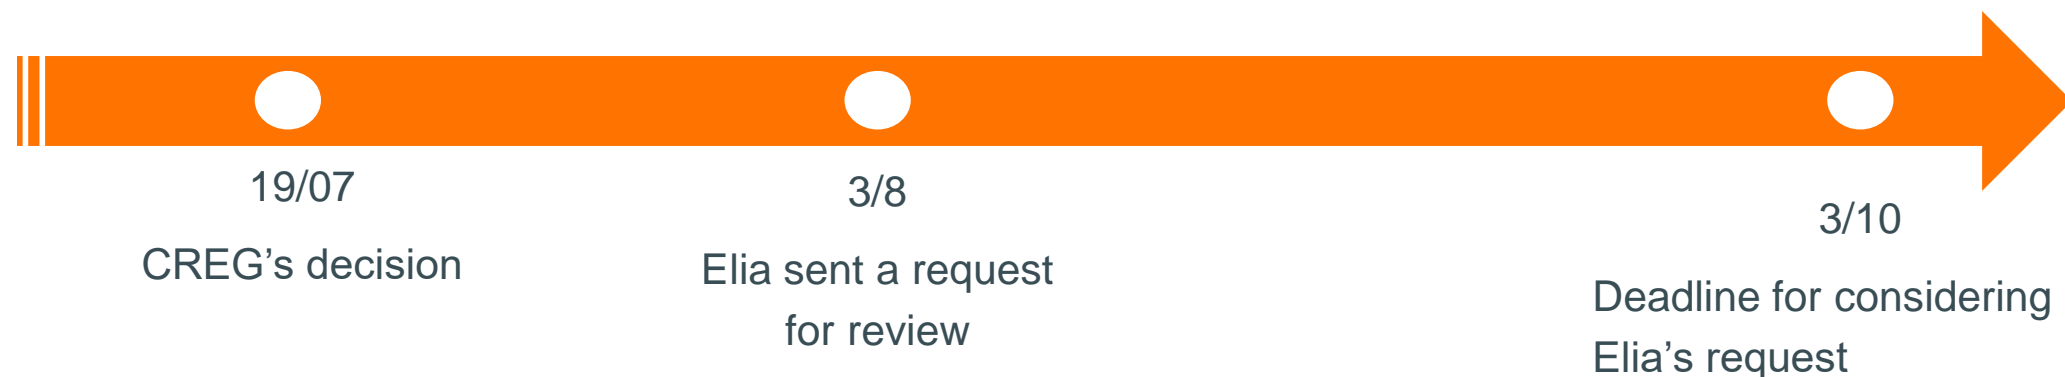 19/07
CREG’s decision
3/8
Elia sent a request
for review
3/10
Deadline for considering
Elia’s request